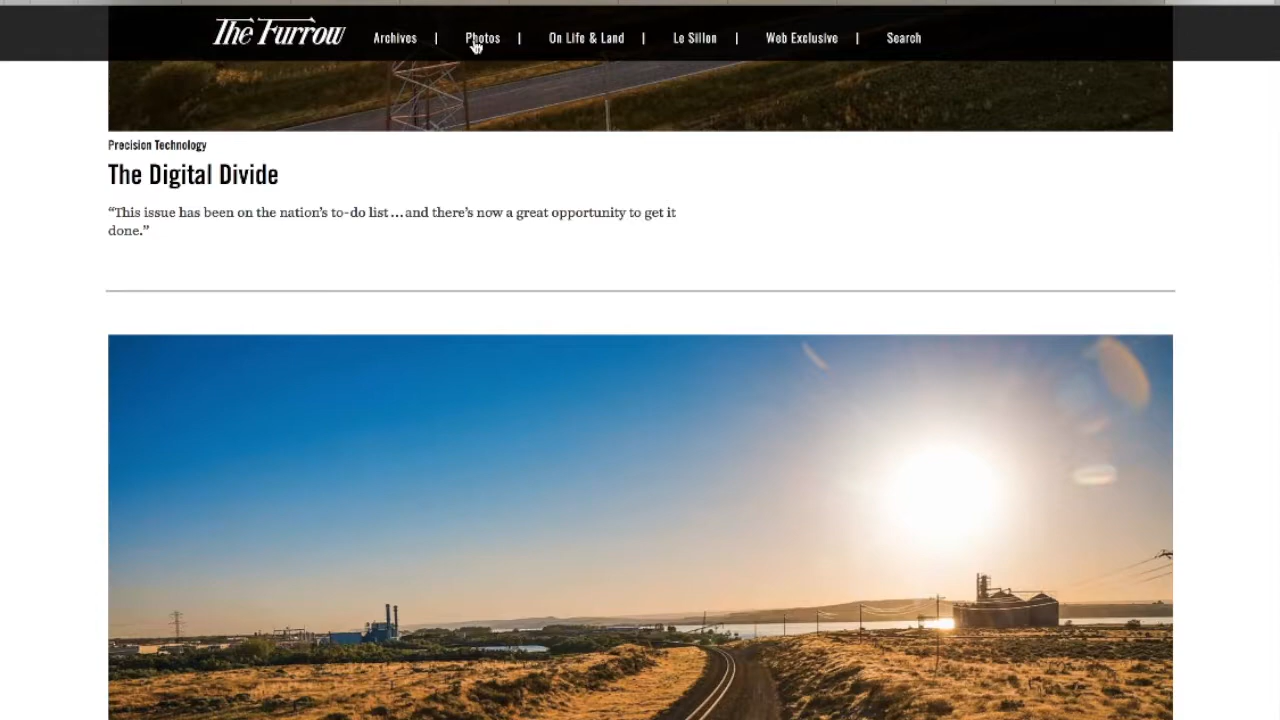 The Furrow Archives | Photos | On Life & Land | Le Sillon | Web Exclusive | Search
Precision Technology
The Digital Divide
“This issue has been on the nation’s to-do list...and there’s now a great opportunity to get it
done.”